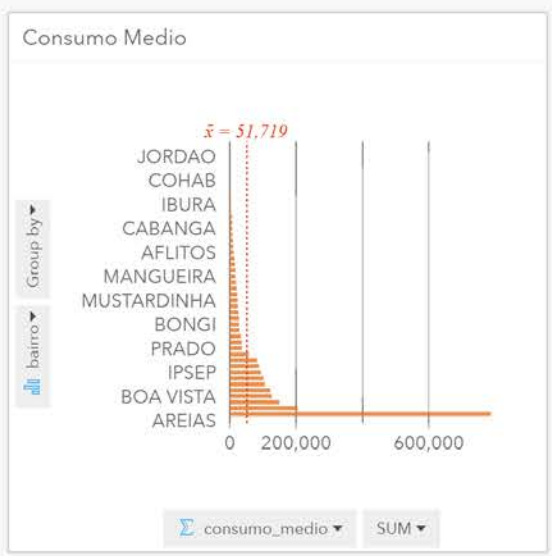 Consumo Medio
x̄ = 51,719
JORDAO
COHAB
IBURA
CABANGA
AFLITOS
MANGUEIRA
MUSTARDINHA
BONGI
PRADO
IPSEP
BOA VISTA
AREIAS
Group by
bairro
0 200,000 600,000
Σ consumo_medio SUM